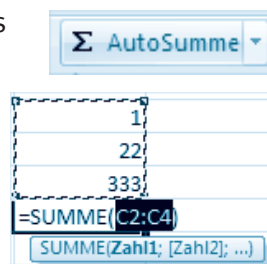 s
Σ AutoSumme
1
22
333
=SUMME(C2:C4)
SUMME(Zahl1; [Zahl2]; ...)